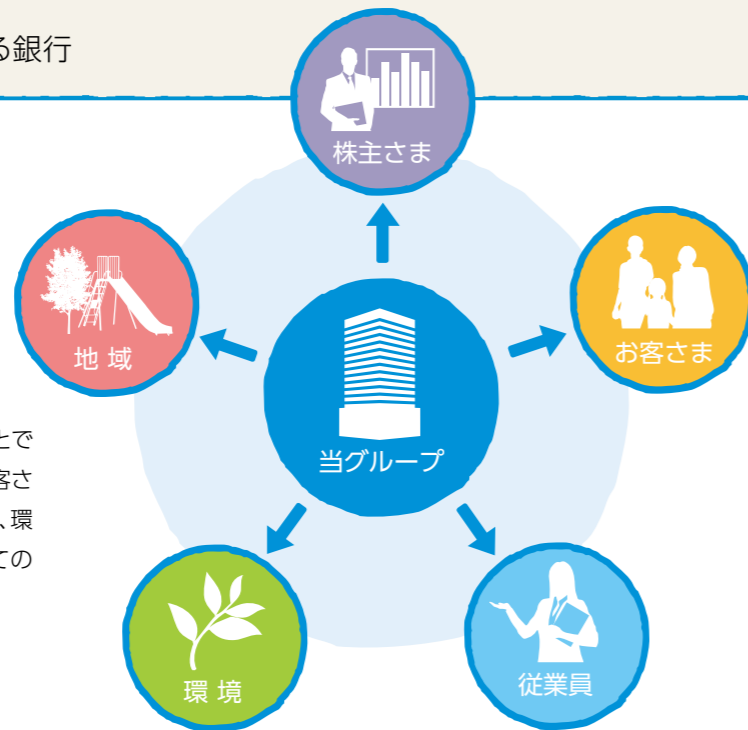 る銀行
株主さま
地 域
お客さま
当グループ
とで
客さ
、環
ての
環 境
従業員